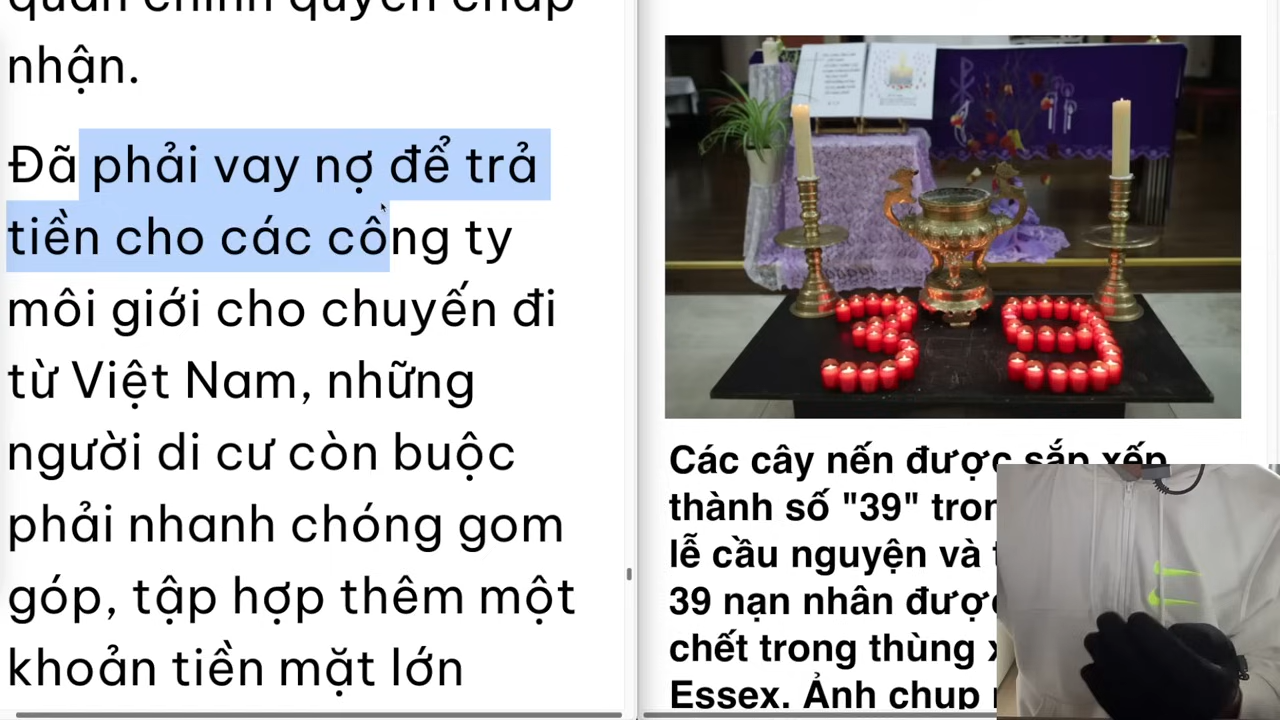 nhận.
Đã phải vay nợ để trả
tiền cho các công ty
môi giới cho chuyến đi
từ Việt Nam, những
người di cư còn buộc
phải nhanh chóng gom
góp, tập hợp thêm một
khoản tiền mặt lớn
Các cây nến được sắp xếp
thành số "39"
lễ cầu nguyện và
39 nạn nhân
chết trong thùng
Essex. Ảnh chụp